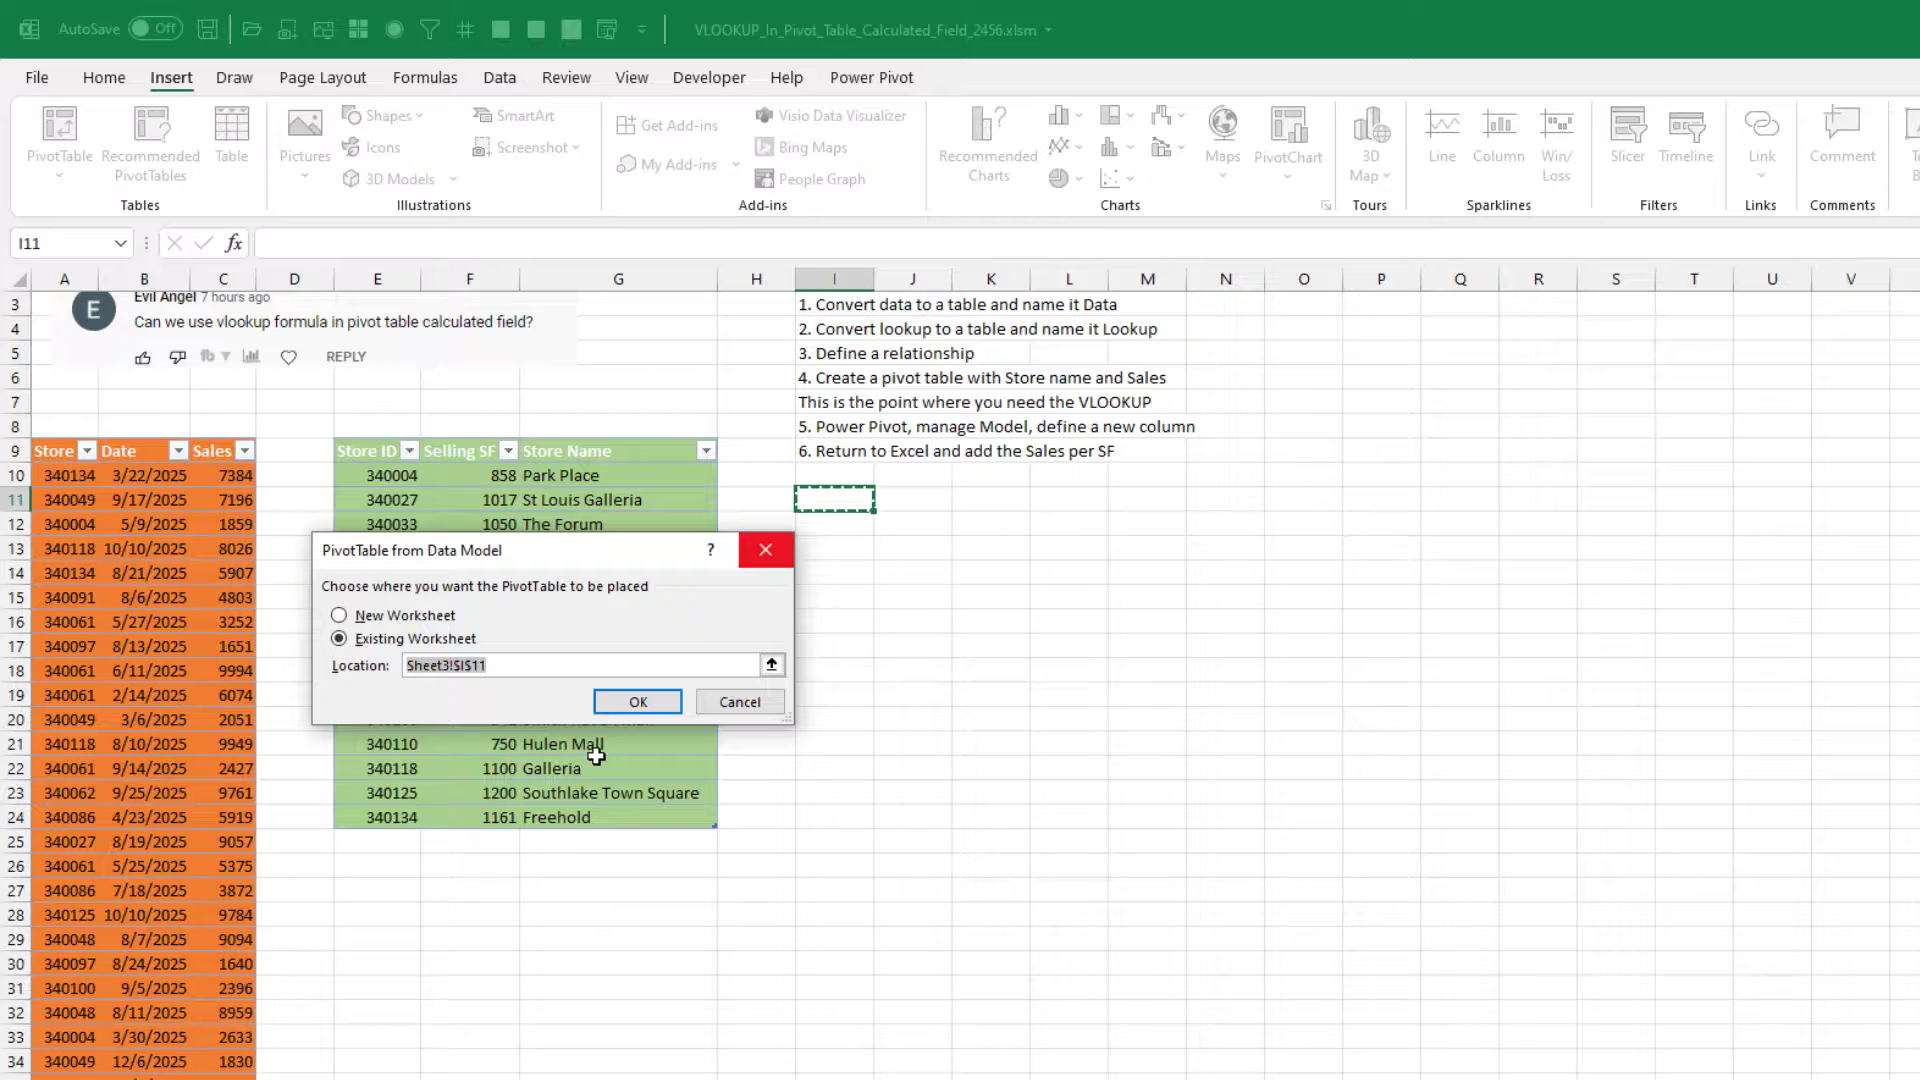 AutoSave Off VLOOKUP_In_Pivot_Table_Calculated_Field_2456.xlsm
File Home Insert Draw Page Layout Formulas Data Review View Developer Help Power Pivot
PivotTable
Recommended PivotTables
Table
Tables
Pictures
Shapes
Icons
3D Models
SmartArt
Screenshot
Illustrations
Get Add-ins
My Add-ins
Visio Data Visualizer
Bing Maps
People Graph
Add-ins
Recommended Charts
Maps
PivotChart
Charts
3D Map
Tours
Line
Column
Win/Loss
Sparklines
Slicer
Timeline
Filters
Link
Links
Comment
Comments
I11 fx
A B C D E F G H I J K L M N O P Q R S T U V
3 Evil Angel 7 hours ago 1. Convert data to a table and name it Data
4 E Can we use vlookup formula in pivot table calculated field? 2. Convert lookup to a table and name it Lookup
5 REPLY 3. Define a relationship
6 4. Create a pivot table with Store name and Sales
7 This is the point where you need the VLOOKUP
8 5. Power Pivot, manage Model, define a new column
9 Store Date Sales Store ID Selling SF Store Name 6. Return to Excel and add the Sales per SF
10 340134 3/22/2025 7384 340004 858 Park Place
11 340049 9/17/2025 7196 340027 1017 St Louis Galleria
12 340004 5/9/2025 1859 340033 1050 The Forum
13 340118 10/10/2025 8026
14 340134 8/21/2025 5907
15 340091 8/6/2025 4803
16 340061 5/27/2025 3252
17 340097 8/13/2025 1651
18 340061 6/11/2025 9994
19 340061 2/14/2025 6074
20 340049 3/6/2025 2051
21 340118 8/10/2025 9949 340110 750 Hulen Mall
22 340061 9/14/2025 2427 340118 1100 Galleria
23 340062 9/25/2025 9761 340125 1200 Southlake Town Square
24 340086 4/23/2025 5919 340134 1161 Freehold
25 340027 8/19/2025 9057
26 340061 5/25/2025 5375
27 340086 7/18/2025 3872
28 340125 10/10/2025 9784
29 340048 8/7/2025 9094
30 340097 8/24/2025 1640
31 340100 9/5/2025 2396
32 340048 8/11/2025 8959
33 340004 3/30/2025 2633
34 340049 12/6/2025 1830
PivotTable from Data Model ?
Choose where you want the PivotTable to be placed
New Worksheet
Existing Worksheet
Location: Sheet3!$I$11
OK Cancel